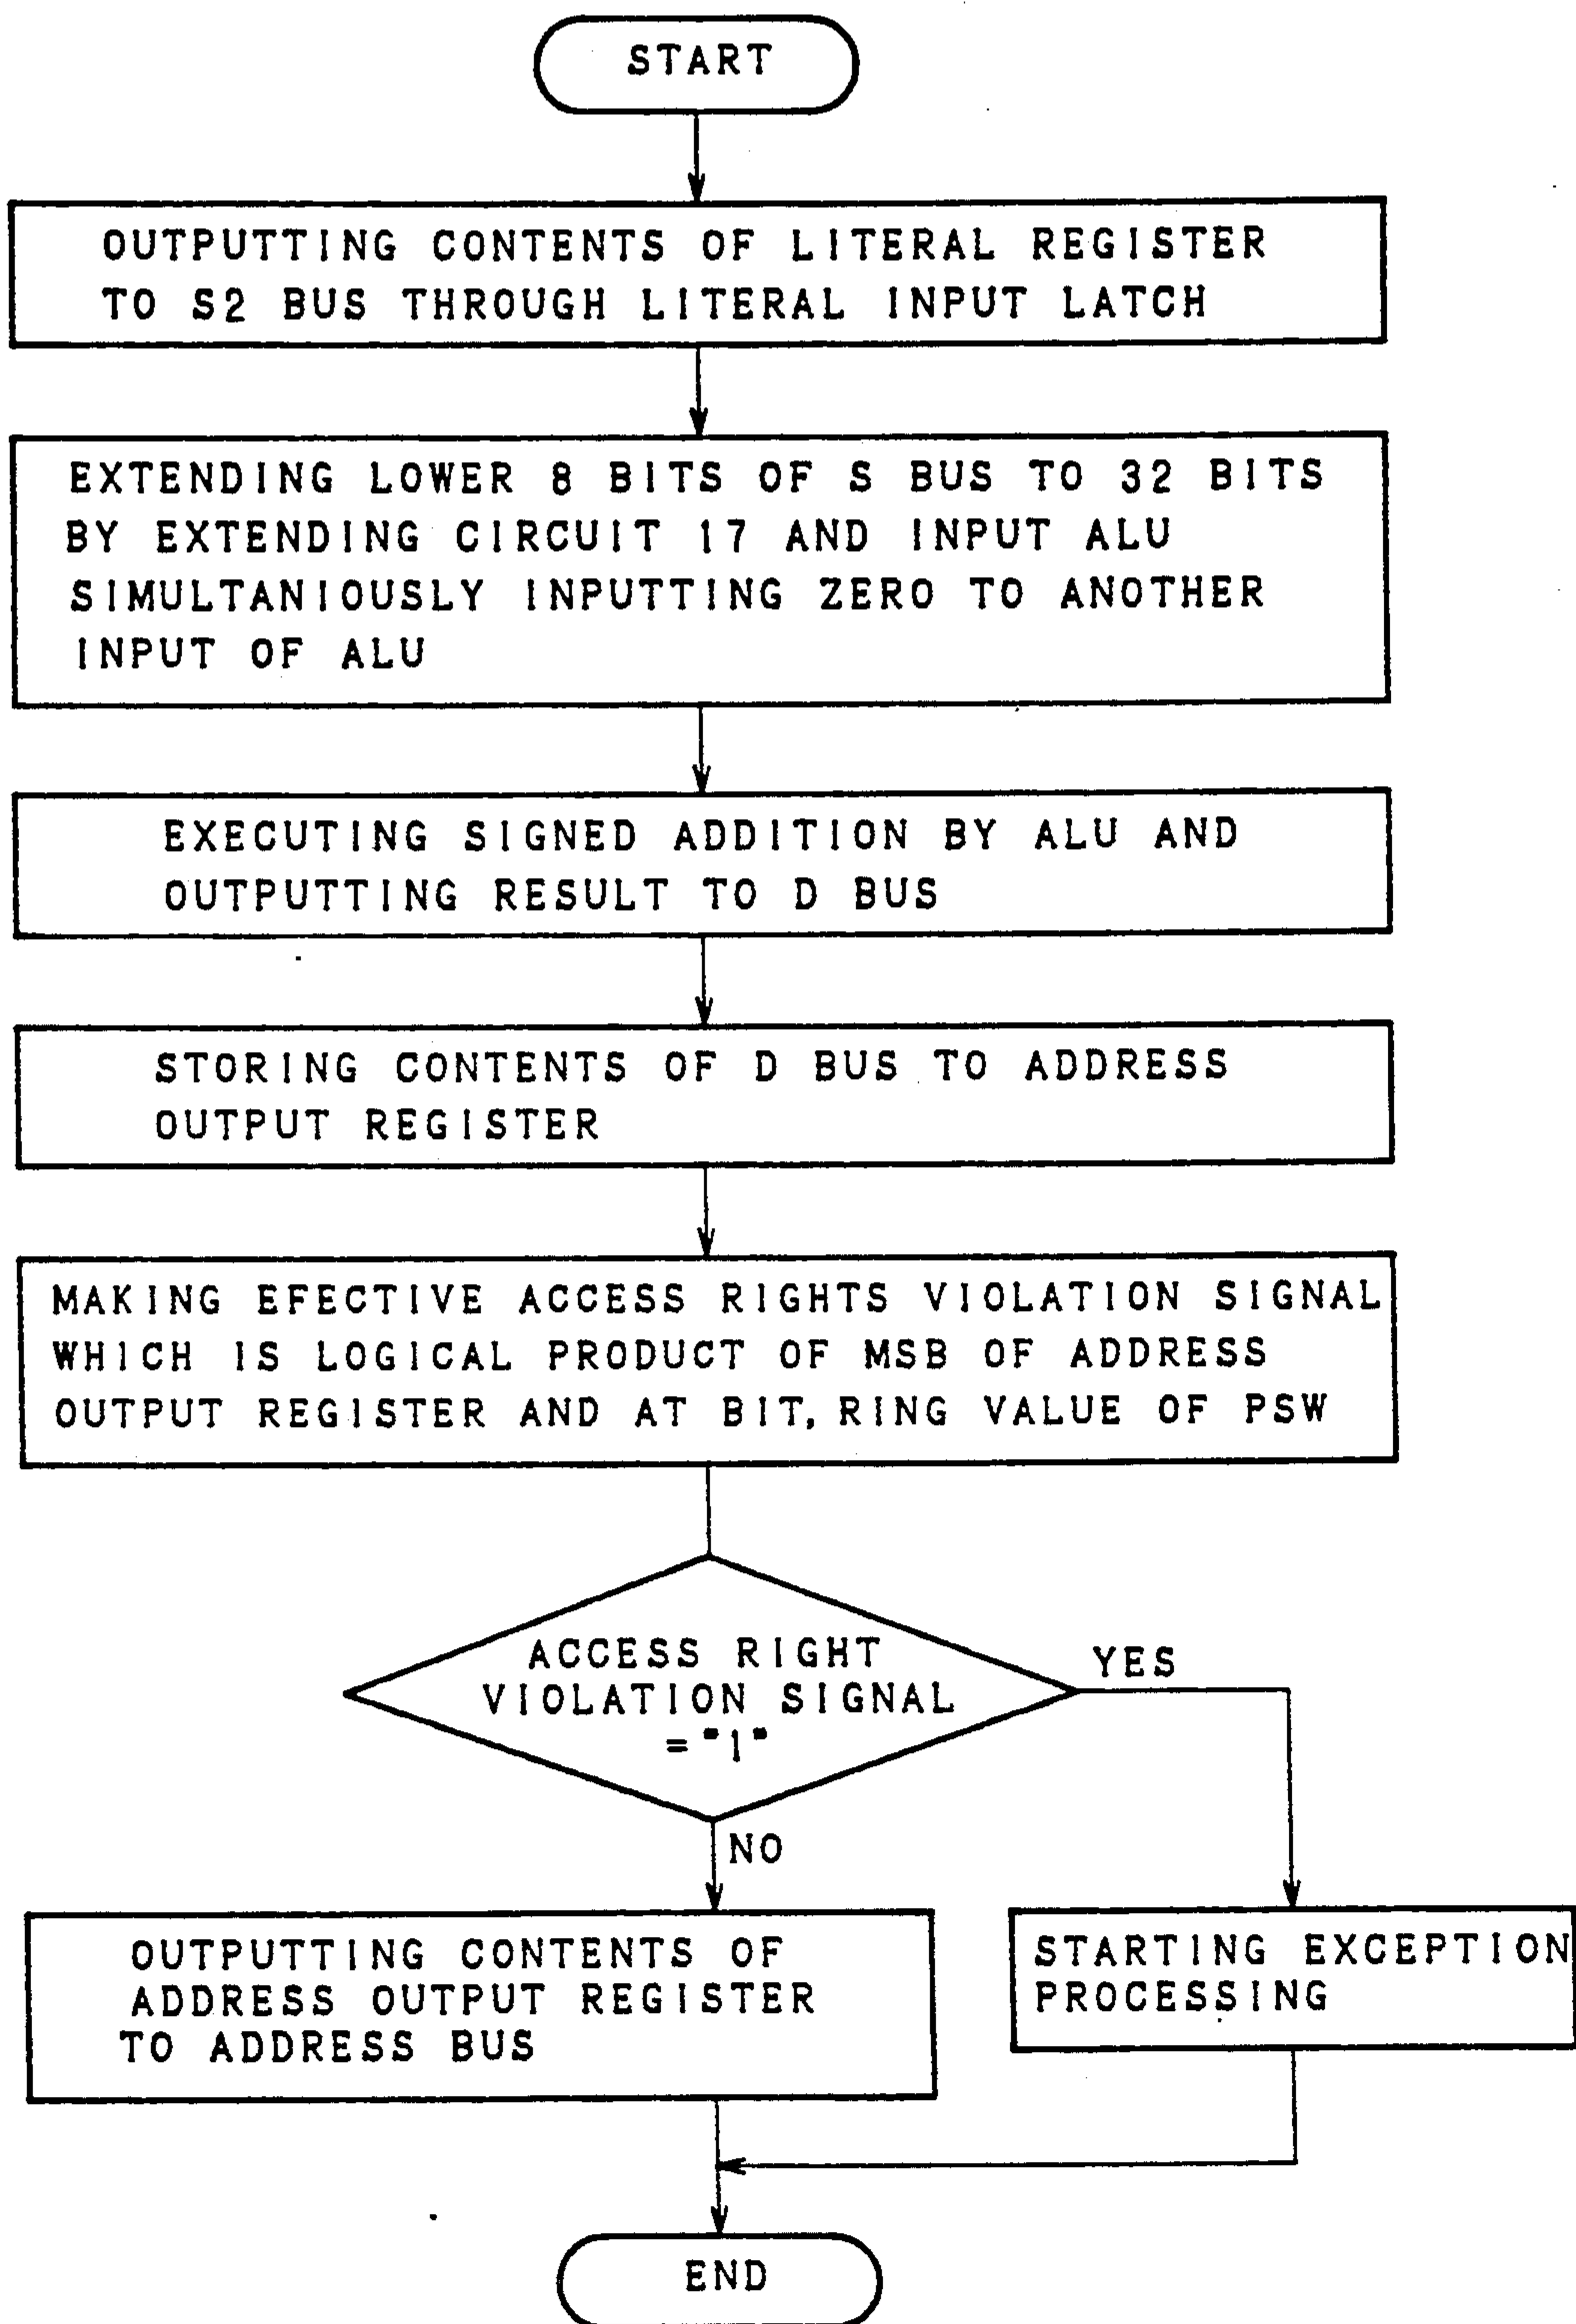 START
OUTPUTTING CONTENTS OF LITERAL REGISTER
TO S2 BUS THROUGH LITERAL INPUT LATCH
EXTENDING LOWER 8 BITS OF S BUS TO 32 BITS
BY EXTENDING CIRCUIT 17 AND INPUT ALU
SIMULTANIOUSLY INPUTTING ZERO TO ANOTHER
INPUT OF ALU
EXECUTING SIGNED ADDITION BY ALU AND
OUTPUTTING RESULT TO D BUS
STORING CONTENTS OF D BUS TO ADDRESS
OUTPUT REGISTER
MAKING EFECTIVE ACCESS RIGHTS VIOLATION SIGNAL
WHICH IS LOGICAL PRODUCT OF MSB OF ADDRESS
OUTPUT REGISTER AND AT BIT, RING VALUE OF PSW
ACCESS RIGHT
VIOLATION SIGNAL
="1"
YES
NO
OUTPUTTING CONTENTS OF
ADDRESS OUTPUT REGISTER
TO ADDRESS BUS
STARTING EXCEPTION
PROCESSING
END